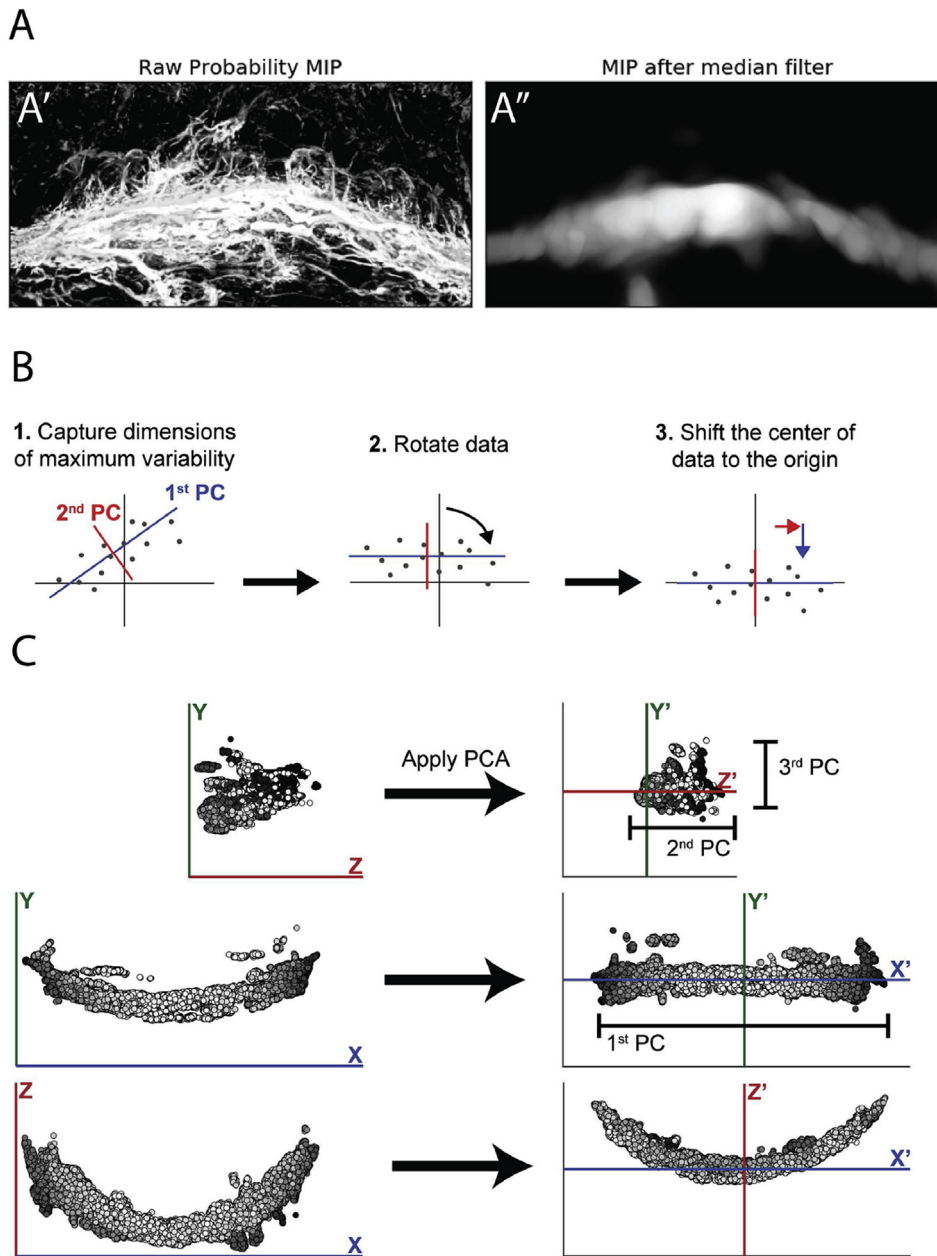 A
Raw Probability MIP
MIP after median filter
A'
A"
B
1. Capture dimensions
of maximum variability
2. Rotate data
3. Shift the center of
data to the origin
1st PC
2nd PC
C
Y
Z
Apply PCA
Y'
Z'
3rd PC
2nd PC
Y
X
Y'
X'
1st PC
Z
X
Z'
X'